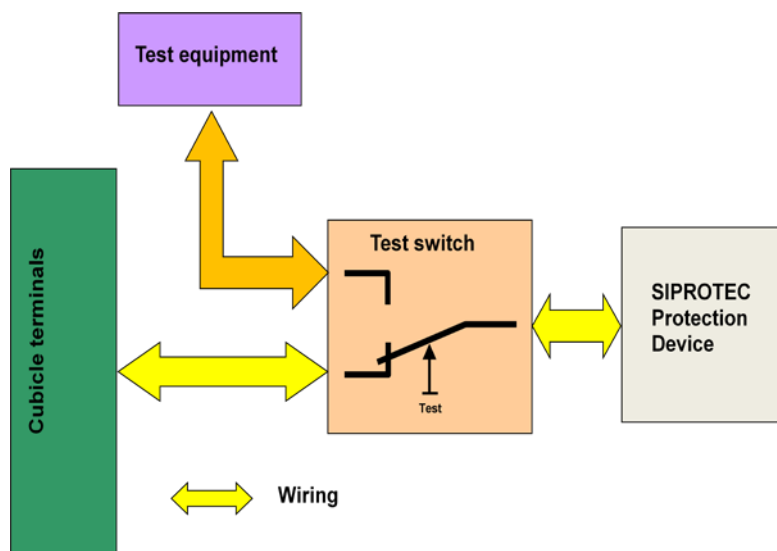 Test equipment
Cubicle terminals
Test switch
Test
SIPROTEC
Protection
Device
Wiring